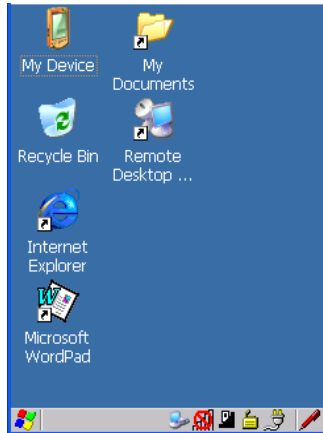 My Device
My
Documents
Recycle Bin
Remote
Desktop ...
Internet
Explorer
Microsoft
WordPad